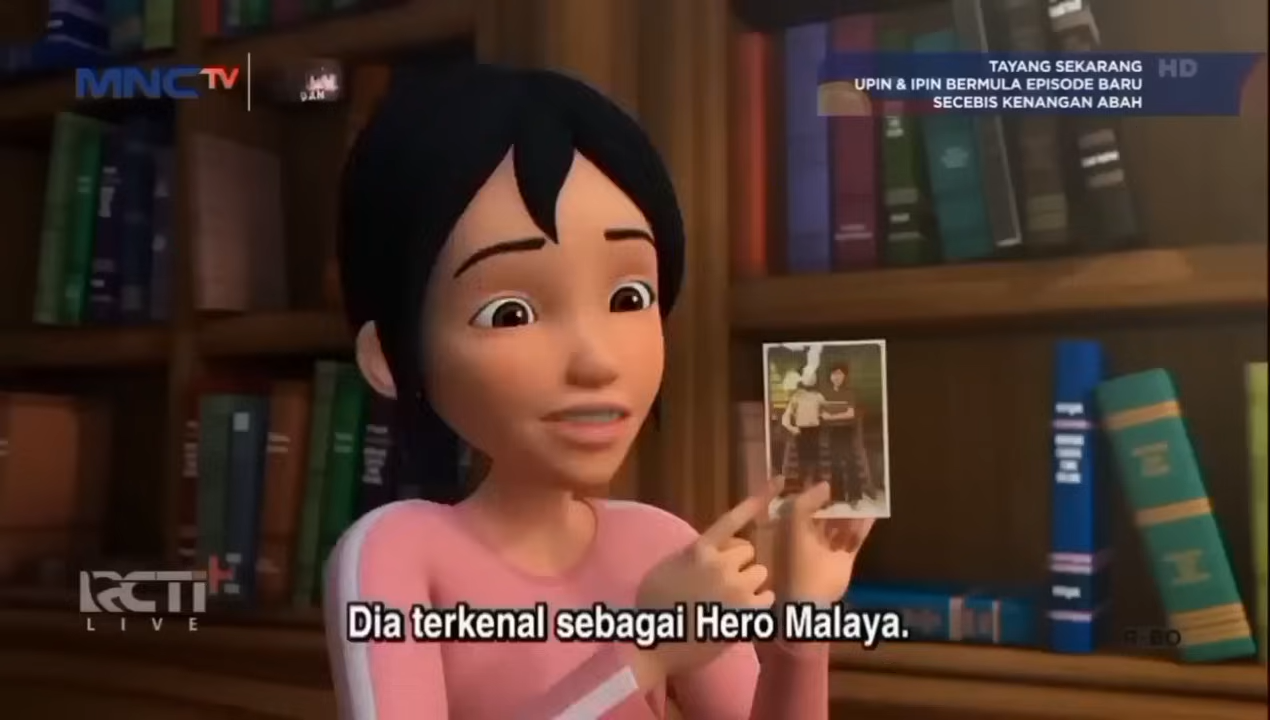 MNCTV
TAYANG SEKARANG
HD
UPIN & IPIN BERMULA EPISODE BARU
SECEBIS KENANGAN ABAH
RCTI+
LIVE
Dia terkenal sebagai Hero Malaya.